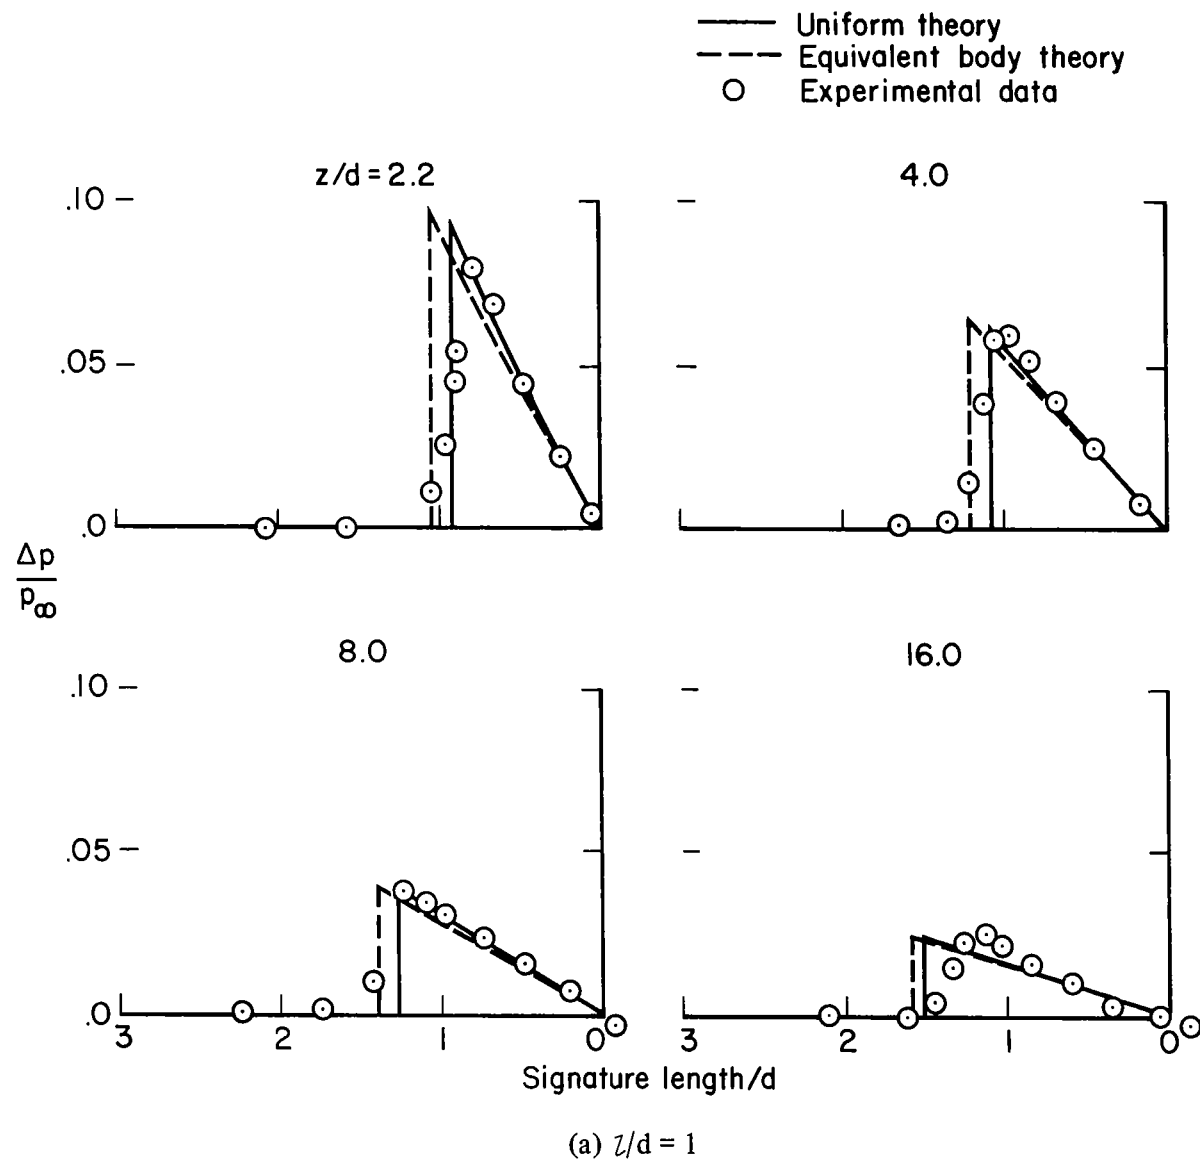 Uniform theory
Equivalent body theory
Experimental data
z/d = 2.2
4.0
.10
.05
.0
Δp
p∞
8.0
16.0
.10
.05
.0
3 2 1 0 3 2 1 0
Signature length/d
(a) l/d = 1